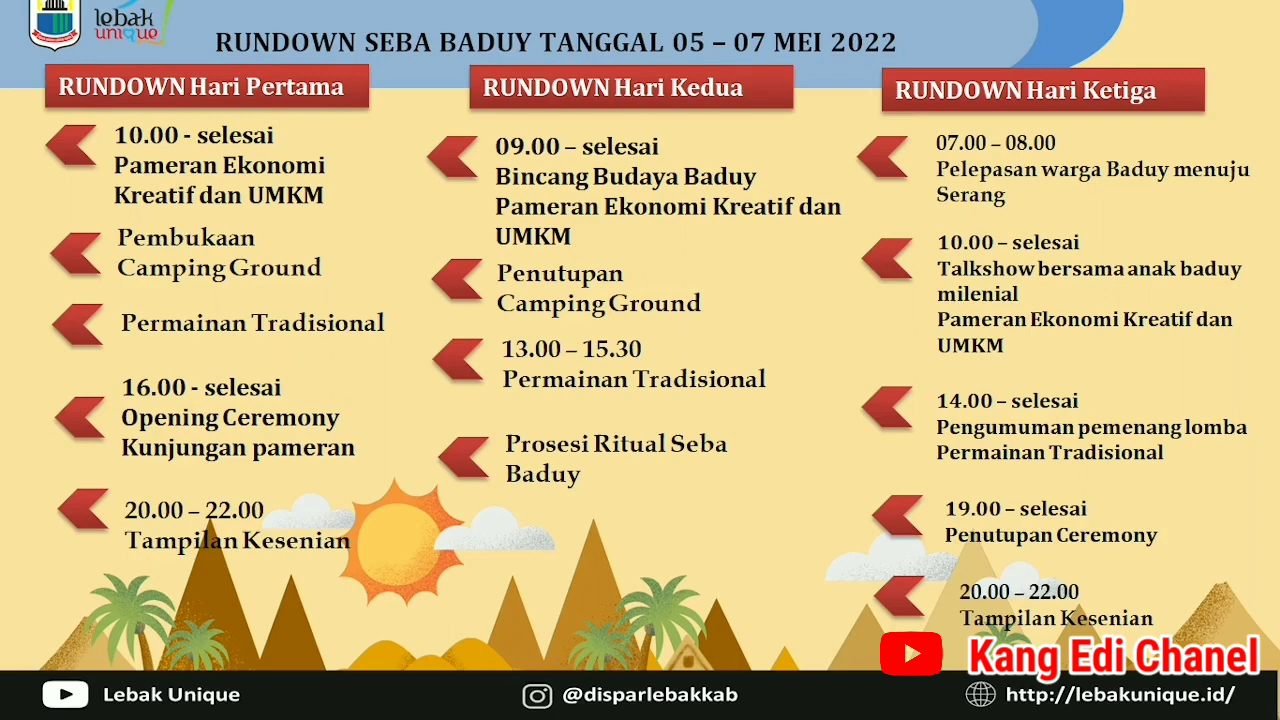 lebak
unique
RUNDOWN SEBA BADUY TANGGAL 05 – 07 MEI 2022
RUNDOWN Hari Pertama
10.00 - selesai
Pameran Ekonomi
Kreatif dan UMKM
Pembukaan
Camping Ground
Permainan Tradisional
16.00 - selesai
Opening Ceremony
Kunjungan pameran
20.00 – 22.00
Tampilan Kesenian
RUNDOWN Hari Kedua
09.00 – selesai
Bincang Budaya Baduy
Pameran Ekonomi Kreatif dan
UMKM
Penutupan
Camping Ground
13.00 – 15.30
Permainan Tradisional
Prosesi Ritual Seba
Baduy
RUNDOWN Hari Ketiga
07.00 – 08.00
Pelepasan warga Baduy menuju
Serang
10.00 – selesai
Talkshow bersama anak baduy
milenial
Pameran Ekonomi Kreatif dan
UMKM
14.00 – selesai
Pengumuman pemenang lomba
Permainan Tradisional
19.00 – selesai
Penutupan Ceremony
20.00 – 22.00
Tampilan Kesenian
Kang Edi Chanel
Lebak Unique
@disparlebakkab
http://lebakunique.id/